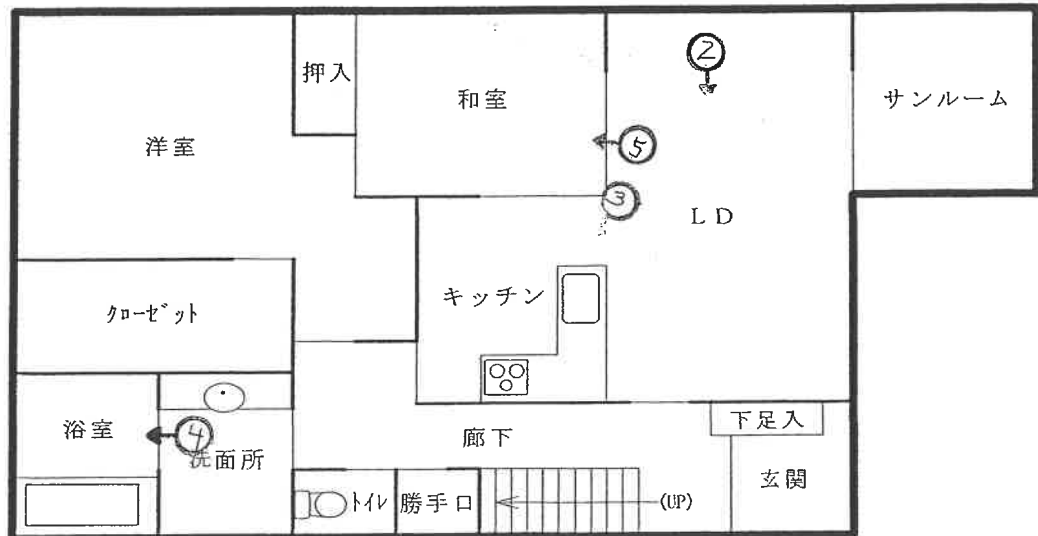 ②
押入
和室
サンルーム
洋室
⑤
③
LD
キッチン
クローゼット
下足入
浴室
④
廊下
洗面所
玄関
トイレ
勝手口
(UP)